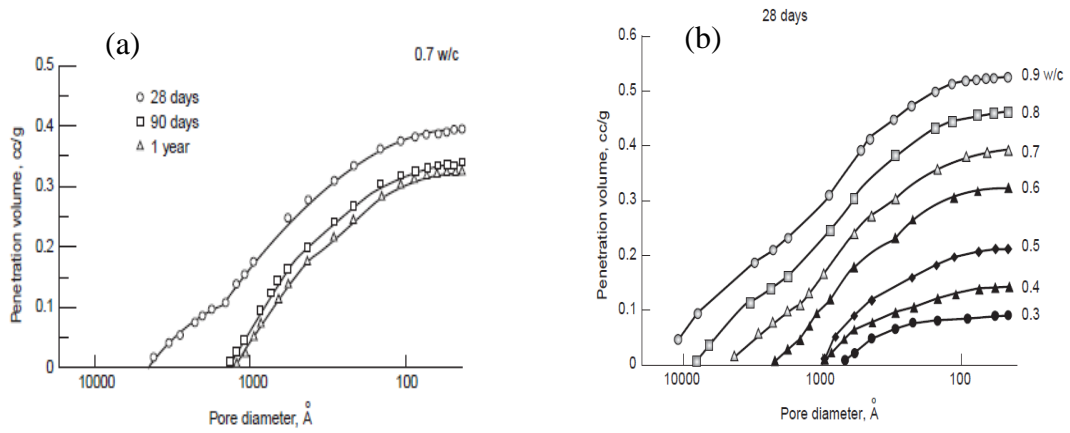 (a)
0.7 w/c
0.5
0.4
0.3
0.2
0.1
0
Penetration volume, cc/g
28 days
90 days
1 year
10000
1000
100
Pore diameter, Å
28 days
(b)
0.6
0.5
0.4
0.3
0.2
0.1
0
Penetration volume, cc/g
0.9 w/c
0.8
0.7
0.6
0.5
0.4
0.3
10000
1000
100
Pore diameter, Å